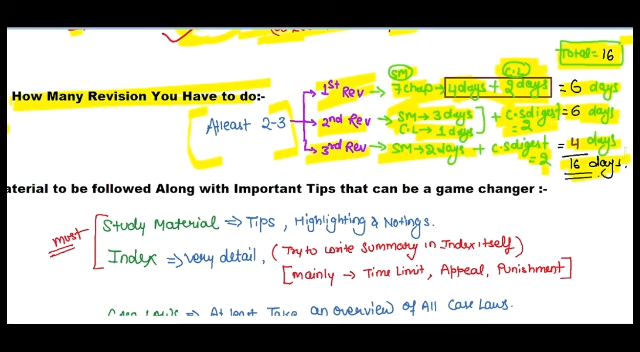 Total = 16
SM C.L
1st Rev → 7 chap → 4 days + 2 days = 6 days
How Many Revision You Have to do:-
Atleast 2-3
2nd Rev → SM → 3 days + C.S digest = 6 days
C.L → 1 days = 2
3rd Rev → SM → 2 days + C.S digest = 4 days
= 2
16 days.
aterial to be followed Along with Important Tips that can be a game changer :-
must
Study Material ⇒ Tips, Highlighting & Notings.
Index ⇒ Very detail, (Try to write summary in Index itself)
[mainly → Time Limit, Appeal, Punishment]
Case Laws ⇒ At least Take an overview of All Case Laws.